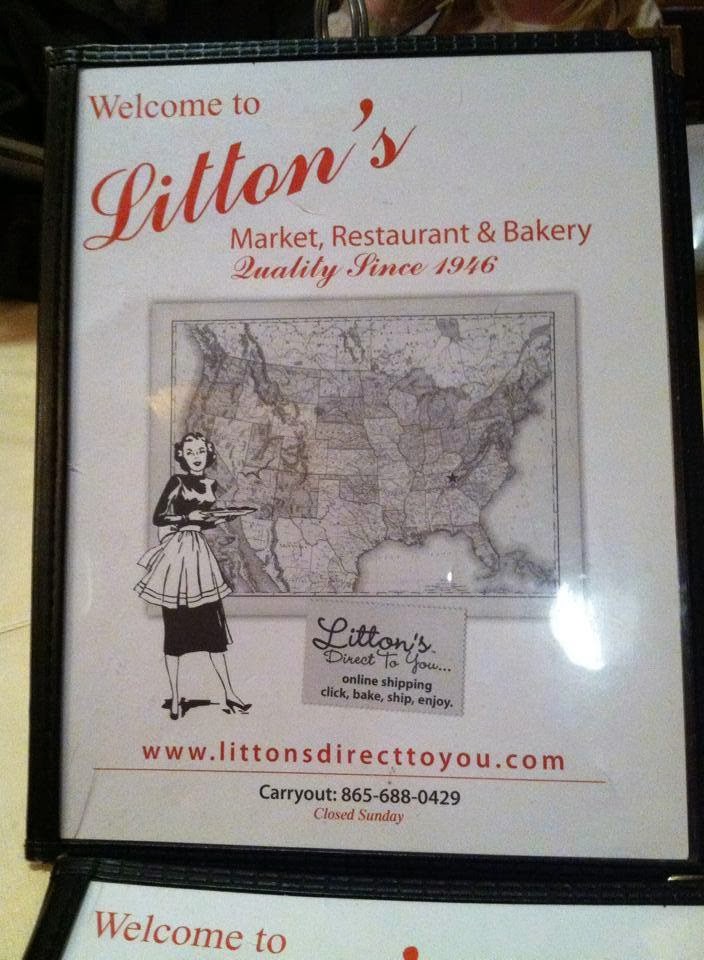 Welcome to
Litton's
Market, Restaurant & Bakery
Quality Since 1946
Litton's
Direct To You...
online shipping
click, bake, ship, enjoy.
www.littonsdirecttoyou.com
Carryout: 865-688-0429
Closed Sunday
Welcome to